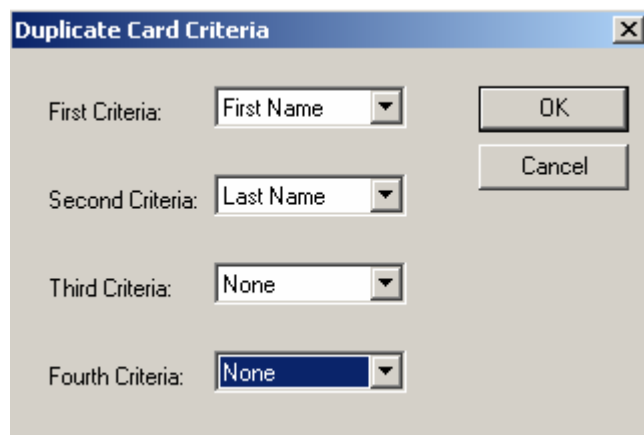 Duplicate Card Criteria
First Criteria: First Name OK
Cancel
Second Criteria: Last Name
Third Criteria: None
Fourth Criteria: None